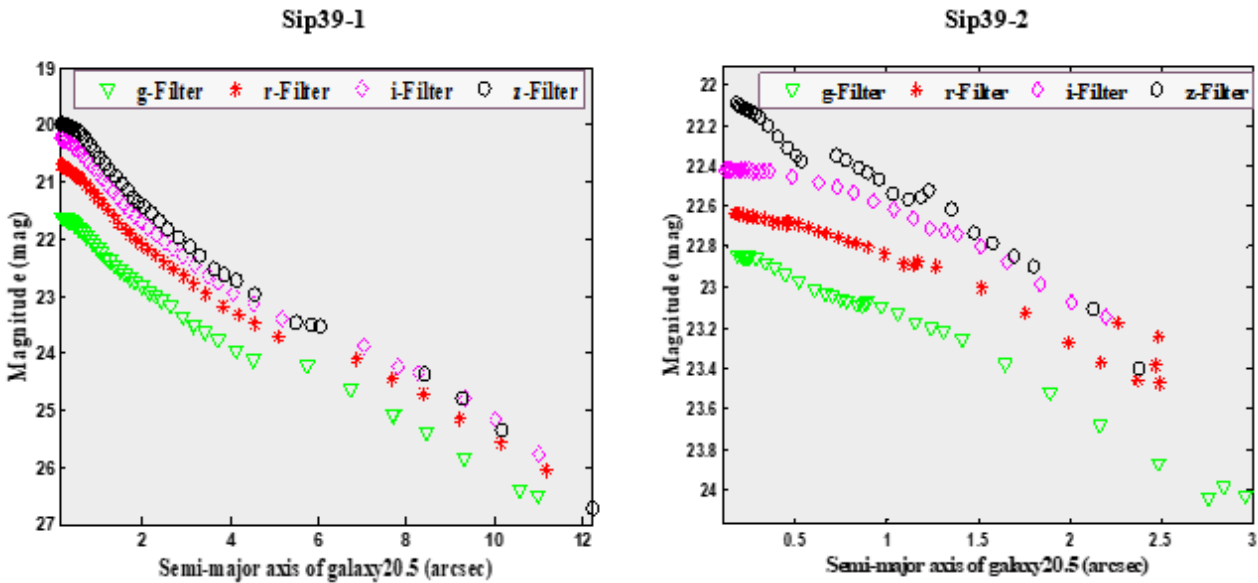 Sip39-1
g-Filter r-Filter i-Filter z-Filter
19
20
21
22
23
24
25
26
27
2 4 6 8 10 12
Magnitude (mag)
Semi-major axis of galaxy20.5 (arcsec)
Sip39-2
g-Filter r-Filter i-Filter z-Filter
22
22.2
22.4
22.6
22.8
23
23.2
23.4
23.6
23.8
24
0.5 1 1.5 2 2.5 3
Magnitude (mag)
Semi-major axis of galaxy20.5 (arcsec)